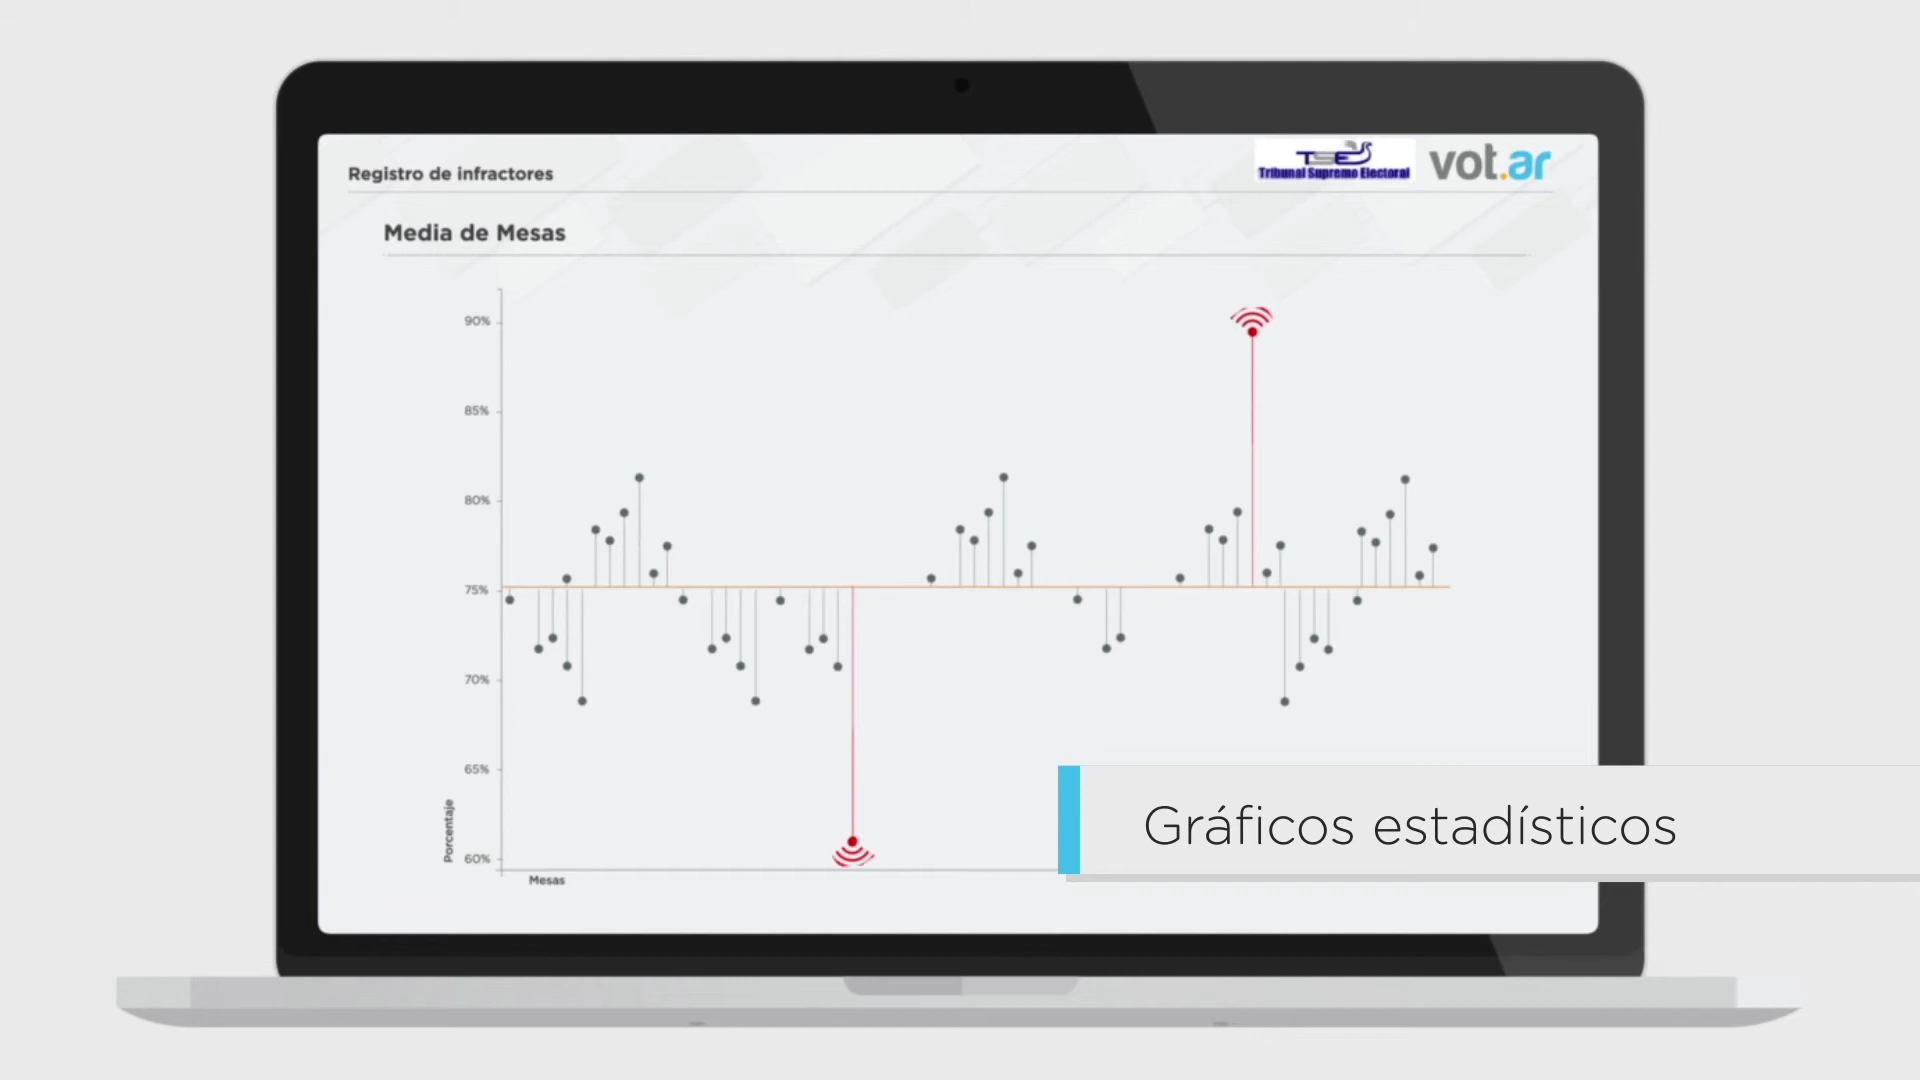 Registro de infractores
TSE
Tribunal Supremo Electoral
vot.ar
Media de Mesas
90%
85%
80%
75%
70%
65%
60%
Porcentaje
Mesas
Gráficos estadísticos